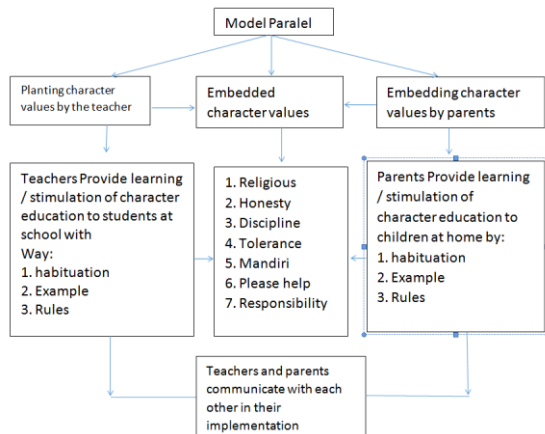 Model Paralel
Planting character
values by the teacher
Embedded
character values
Embedding character
values by parents
Teachers Provide learning
/ stimulation of character
education to students at
school with
Way:
1. habituation
2. Example
3. Rules
1. Religious
2. Honesty
3. Discipline
4. Tolerance
5. Mandiri
6. Please help
7. Responsibility
Parents Provide learning
/ stimulation of
character education to
children at home by:
1. habituation
2. Example
3. Rules
Teachers and parents
communicate with each
other in their
implementation